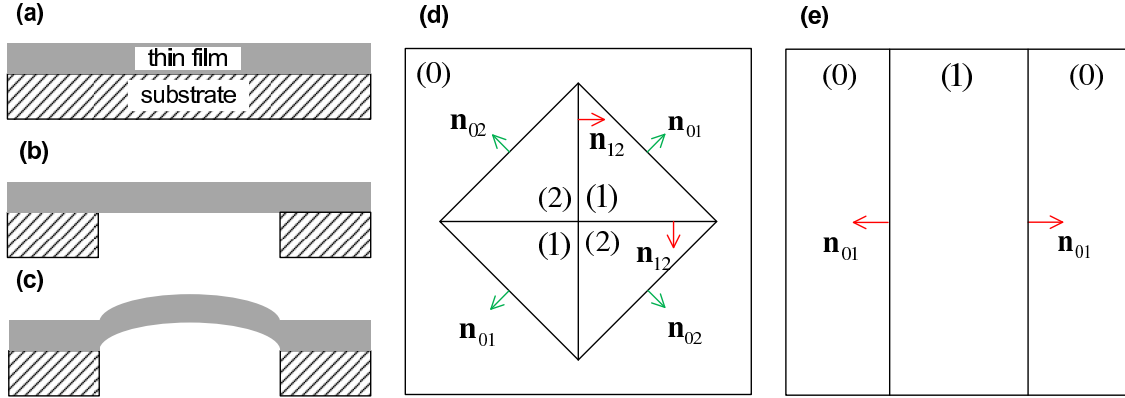 (a)
thin film
substrate
(b)
(c)
(d)
(0)
n02
n12
n01
(2) (1)
(1) (2)
n12
n01
n02
(e)
(0) (1) (0)
n01 n01